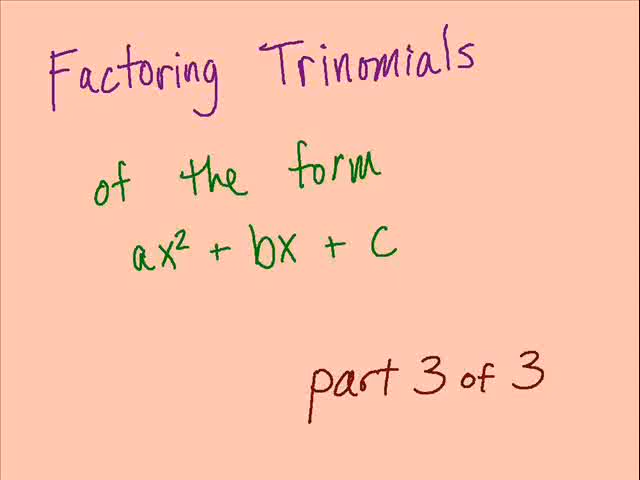 Factoring Trinomials
of the form
ax² + bx + c
part 3 of 3